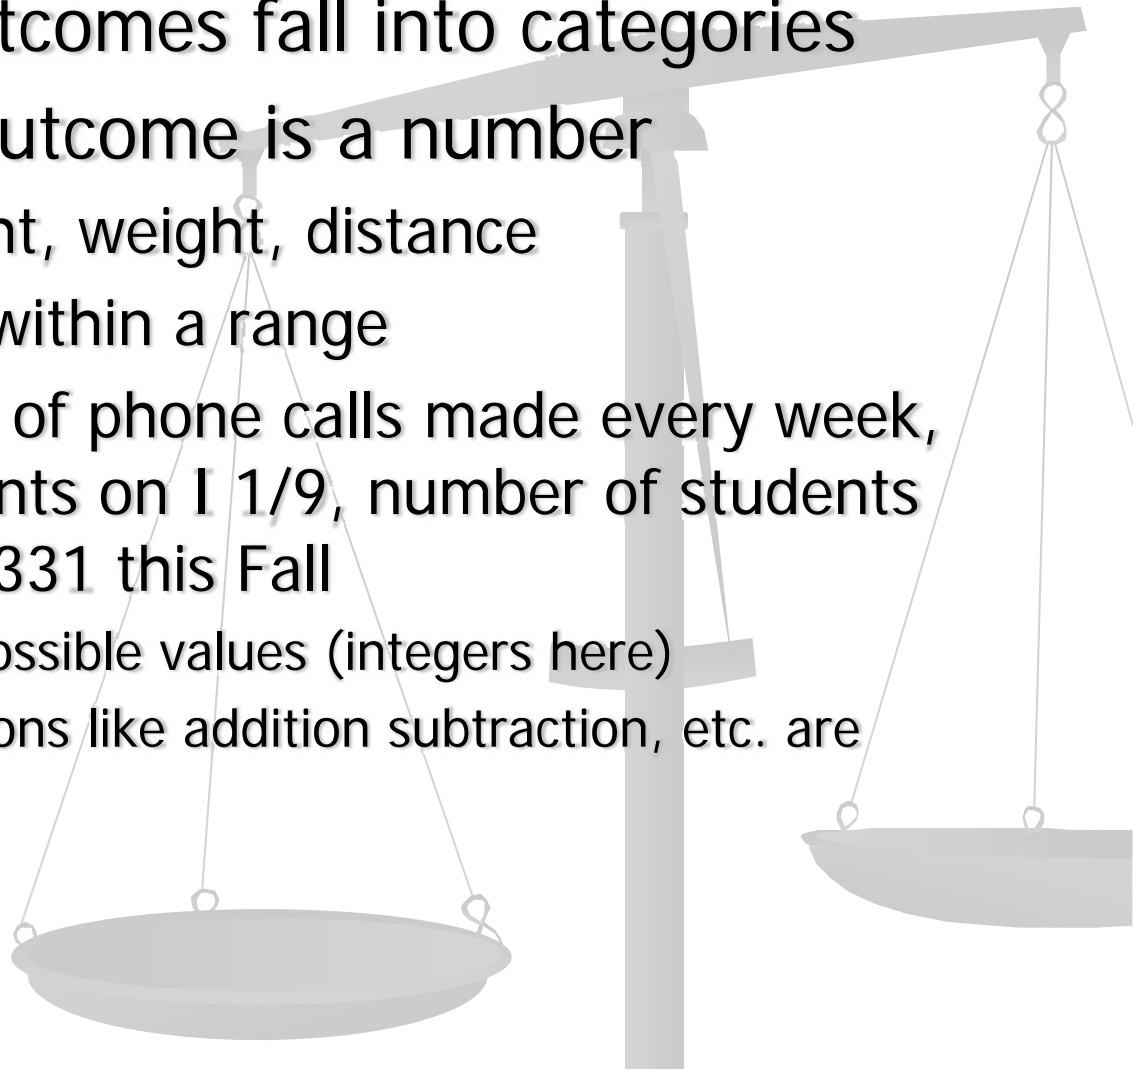 tcomes fall into categories
utcome is a number
nt, weight, distance
within a range
of phone calls made every week,
nts on I 1/9, number of students
331 this Fall
ossible values (integers here)
ons like addition subtraction, etc. are